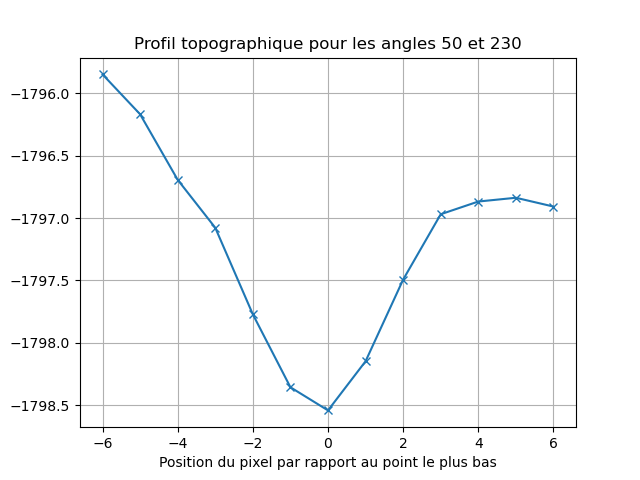 Profil topographique pour les angles 50 et 230
−1796.0
−1796.5
−1797.0
−1797.5
−1798.0
−1798.5
−6 −4 −2 0 2 4 6
Position du pixel par rapport au point le plus bas